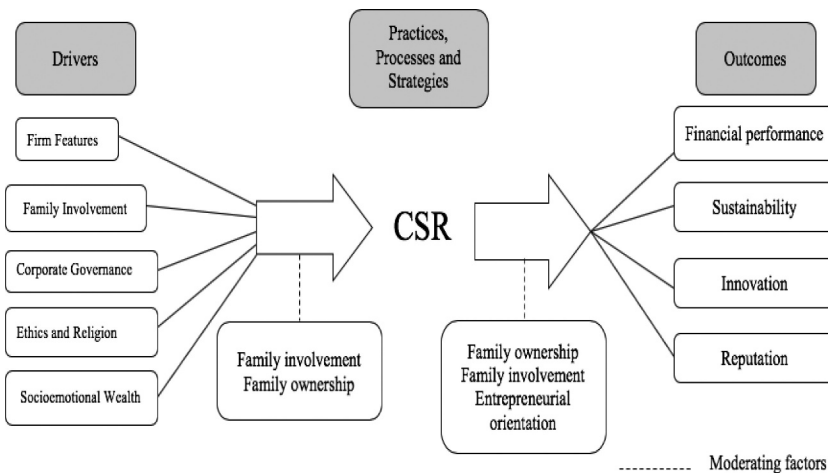 Drivers
Practices,
Processes and
Strategies
Outcomes
Firm Features
Family Involvement
Corporate Governance
Ethics and Religion
Socioemotional Wealth
CSR
Family involvement
Family ownership
Family ownership
Family involvement
Entrepreneurial
orientation
Financial performance
Sustainability
Innovation
Reputation
Moderating factors